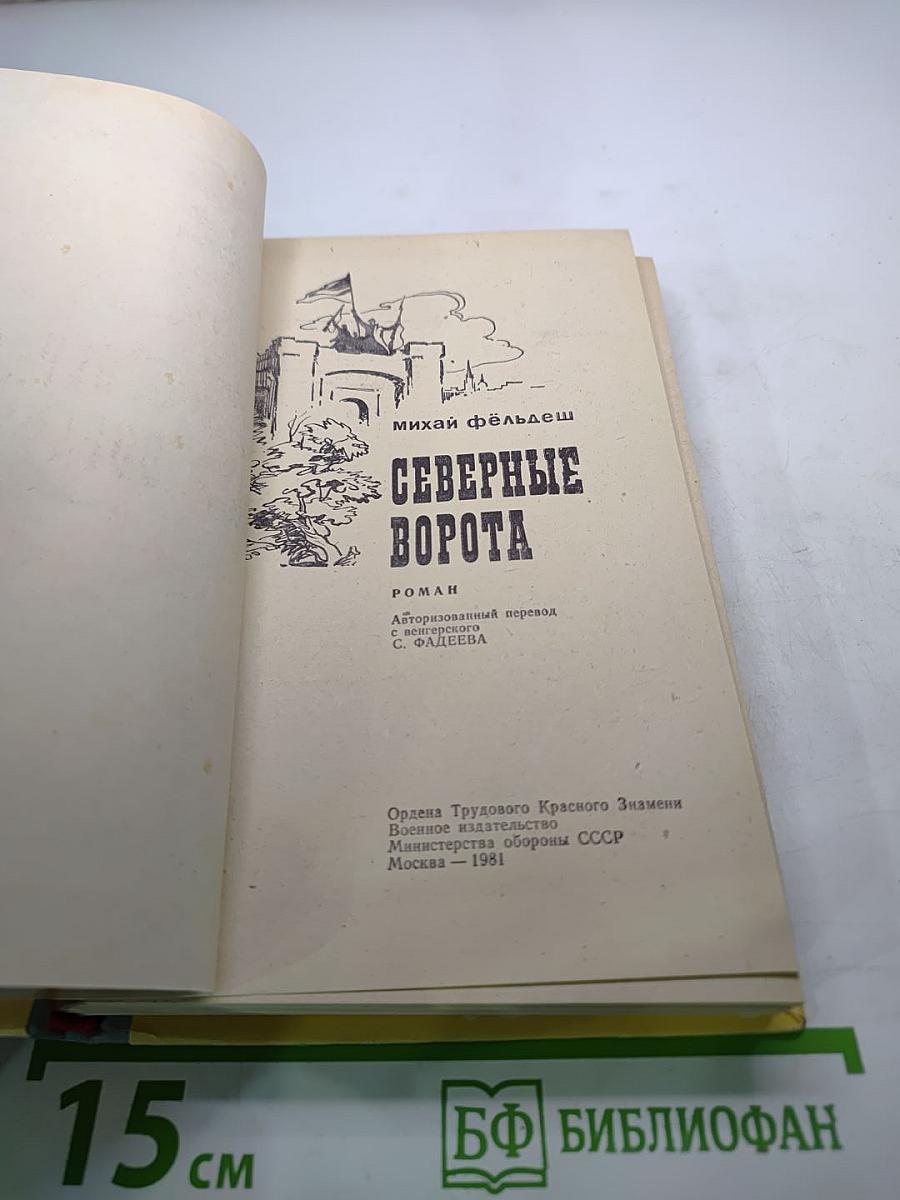 михай фёльдеш
СЕВЕРНЫЕ
ВОРОТА
РОМАН
Авторизованный перевод
с венгерского
С. ФАДЕЕВА
Ордена Трудового Красного Знамени
Военное издательство
Министерства обороны СССР
Москва — 1981
15 см
БФ БИБЛИОФАН